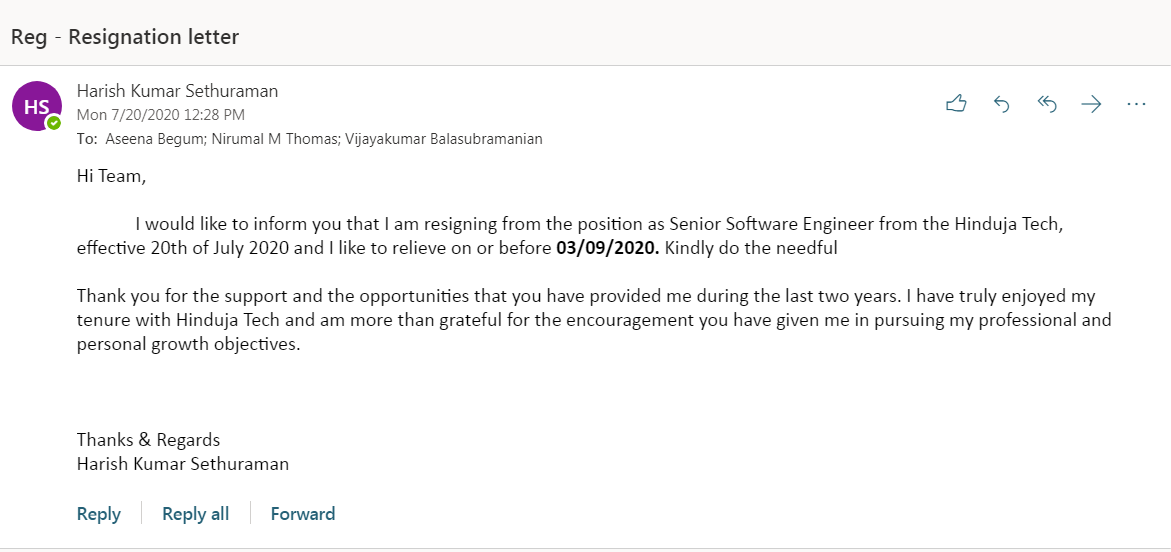 Reg - Resignation letter
HS
Harish Kumar Sethuraman
Mon 7/20/2020 12:28 PM
To: Aseena Begum; Nirumal M Thomas; Vijayakumar Balasubramanian
Hi Team,
I would like to inform you that I am resigning from the position as Senior Software Engineer from the Hinduja Tech,
effective 20th of July 2020 and I like to relieve on or before 03/09/2020. Kindly do the needful
Thank you for the support and the opportunities that you have provided me during the last two years. I have truly enjoyed my
tenure with Hinduja Tech and am more than grateful for the encouragement you have given me in pursuing my professional and
personal growth objectives.
Thanks & Regards
Harish Kumar Sethuraman
Reply Reply all Forward